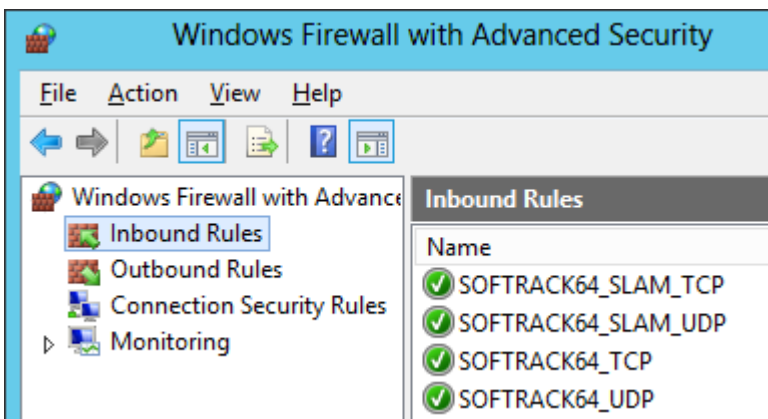 Windows Firewall with Advanced Security
File Action View Help
Windows Firewall with Advance
Inbound Rules
Outbound Rules
Connection Security Rules
Monitoring
Inbound Rules
Name
SOFTRACK64_SLAM_TCP
SOFTRACK64_SLAM_UDP
SOFTRACK64_TCP
SOFTRACK64_UDP